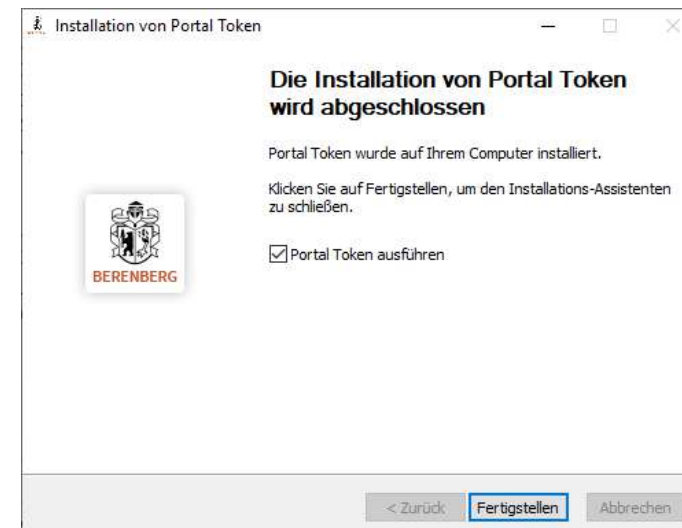 Installation von Portal Token
Die Installation von Portal Token
wird abgeschlossen
Portal Token wurde auf Ihrem Computer installiert.
Klicken Sie auf Fertigstellen, um den Installations-Assistenten
zu schließen.
BERENBERG
Portal Token ausführen
< Zurück
Fertigstellen
Abbrechen